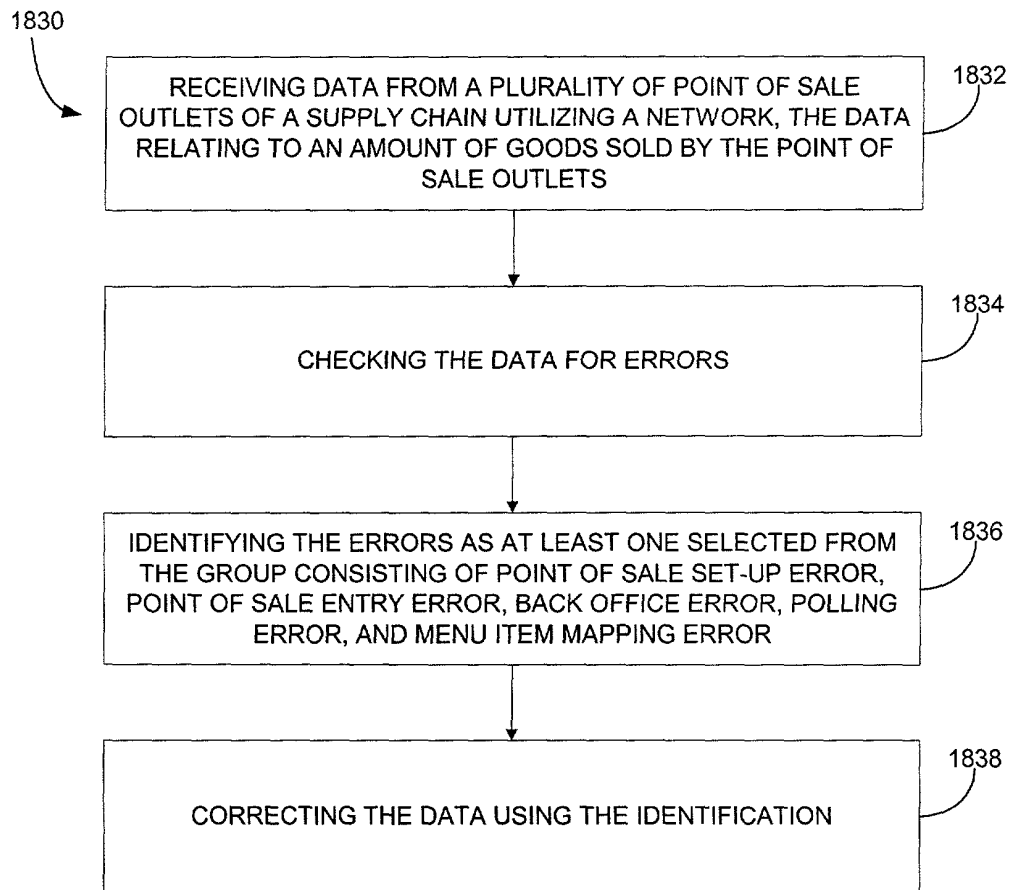 1830
RECEIVING DATA FROM A PLURALITY OF POINT OF SALE
OUTLETS OF A SUPPLY CHAIN UTILIZING A NETWORK, THE DATA
RELATING TO AN AMOUNT OF GOODS SOLD BY THE POINT OF
SALE OUTLETS
1832
CHECKING THE DATA FOR ERRORS
1834
IDENTIFYING THE ERRORS AS AT LEAST ONE SELECTED FROM
THE GROUP CONSISTING OF POINT OF SALE SET-UP ERROR,
POINT OF SALE ENTRY ERROR, BACK OFFICE ERROR, POLLING
ERROR, AND MENU ITEM MAPPING ERROR
1836
CORRECTING THE DATA USING THE IDENTIFICATION
1838